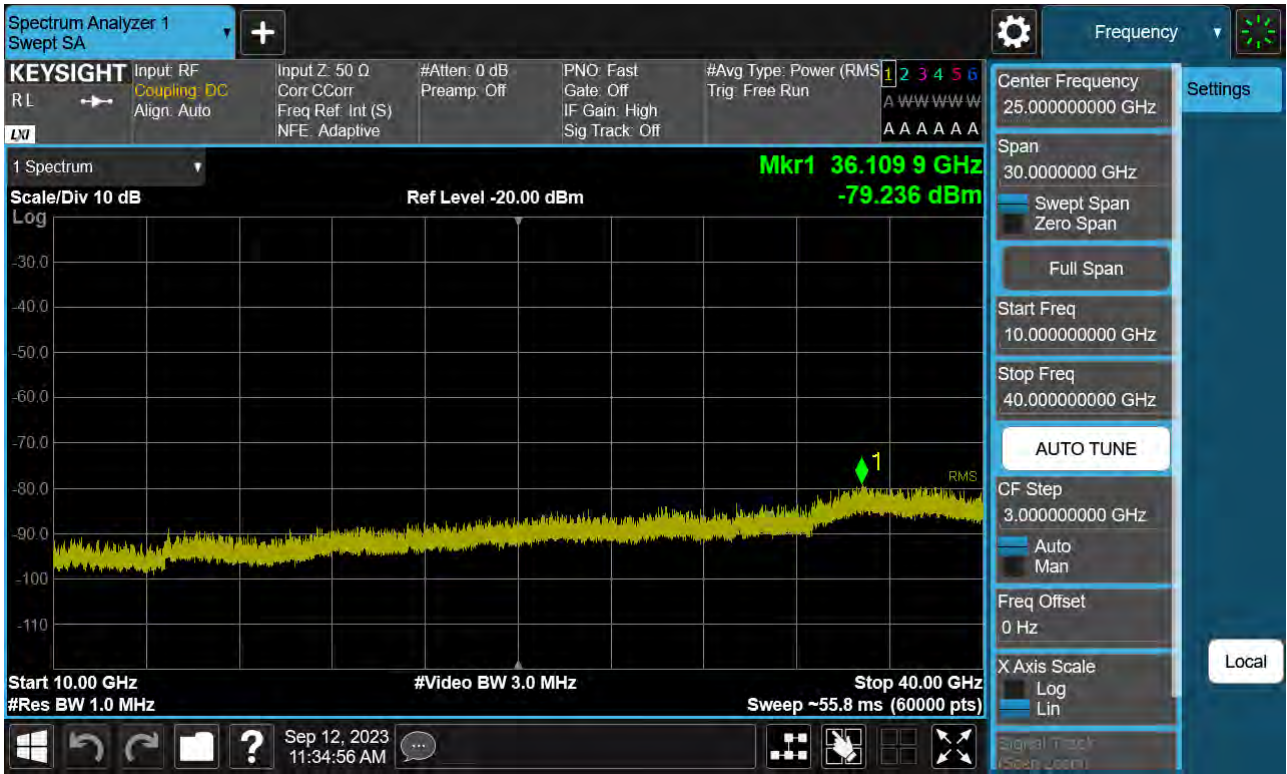 Spectrum Analyzer 1
Swept SA
Frequency
KEYSIGHT
RL
LXI
Input: RF
Coupling: DC
Align: Auto
Input Z: 50 Ω
Corr CCorr
Freq Ref: Int (S)
NFE: Adaptive
#Atten: 0 dB
Preamp: Off
PNO: Fast
Gate: Off
IF Gain: High
Sig Track: Off
#Avg Type: Power (RMS
Trig: Free Run
1 2 3 4 5 6
A W W W W W
A A A A A A
1 Spectrum
Scale/Div 10 dB
Ref Level -20.00 dBm
Mkr1 36.109 9 GHz
-79.236 dBm
Log
-30.0
-40.0
-50.0
-60.0
-70.0
-80.0
-90.0
-100
-110
1
RMS
Start 10.00 GHz
#Video BW 3.0 MHz
Stop 40.00 GHz
#Res BW 1.0 MHz
Sweep ~55.8 ms (60000 pts)
Sep 12, 2023
11:34:56 AM
Center Frequency
25.000000000 GHz
Span
30.0000000 GHz
Swept Span
Zero Span
Full Span
Start Freq
10.000000000 GHz
Stop Freq
40.000000000 GHz
AUTO TUNE
CF Step
3.000000000 GHz
Auto
Man
Freq Offset
0 Hz
X Axis Scale
Log
Lin
Signal Track
(Span Zoom)
Settings
Local